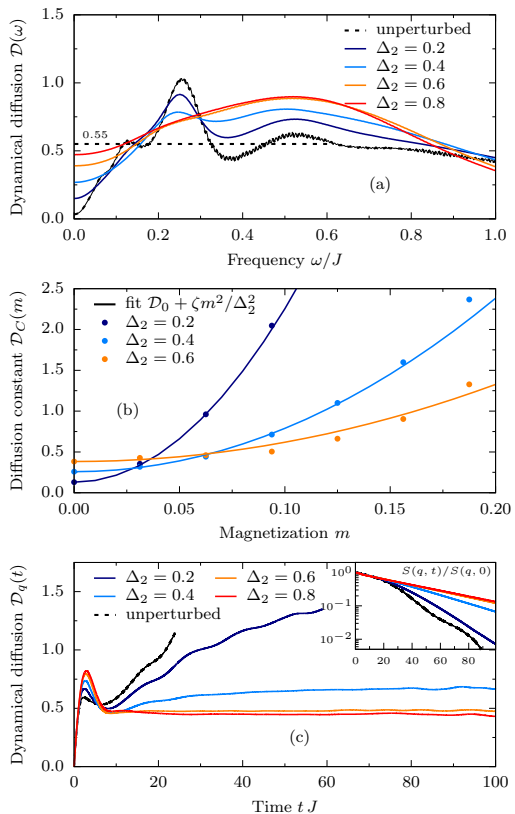 Dynamical diffusion 𝒟(ω)
1.5
1.0
0.5
0.0
0.55
unperturbed
Δ₂ = 0.2
Δ₂ = 0.4
Δ₂ = 0.6
Δ₂ = 0.8
(a)
0.0 0.2 0.4 0.6 0.8 1.0
Frequency ω/J
Diffusion constant 𝒟_C(m)
2.5
2.0
1.5
1.0
0.5
0.0
fit 𝒟₀ + ζm²/Δ₂²
Δ₂ = 0.2
Δ₂ = 0.4
Δ₂ = 0.6
(b)
0.00 0.05 0.10 0.15 0.20
Magnetization m
Dynamical diffusion 𝒟_q(t)
1.5
1.0
0.5
0.0
Δ₂ = 0.2 Δ₂ = 0.6
Δ₂ = 0.4 Δ₂ = 0.8
unperturbed
S(q, t)/S(q, 0)
10⁰
10⁻¹
10⁻²
0 20 40 60 80
(c)
0 20 40 60 80 100
Time t J